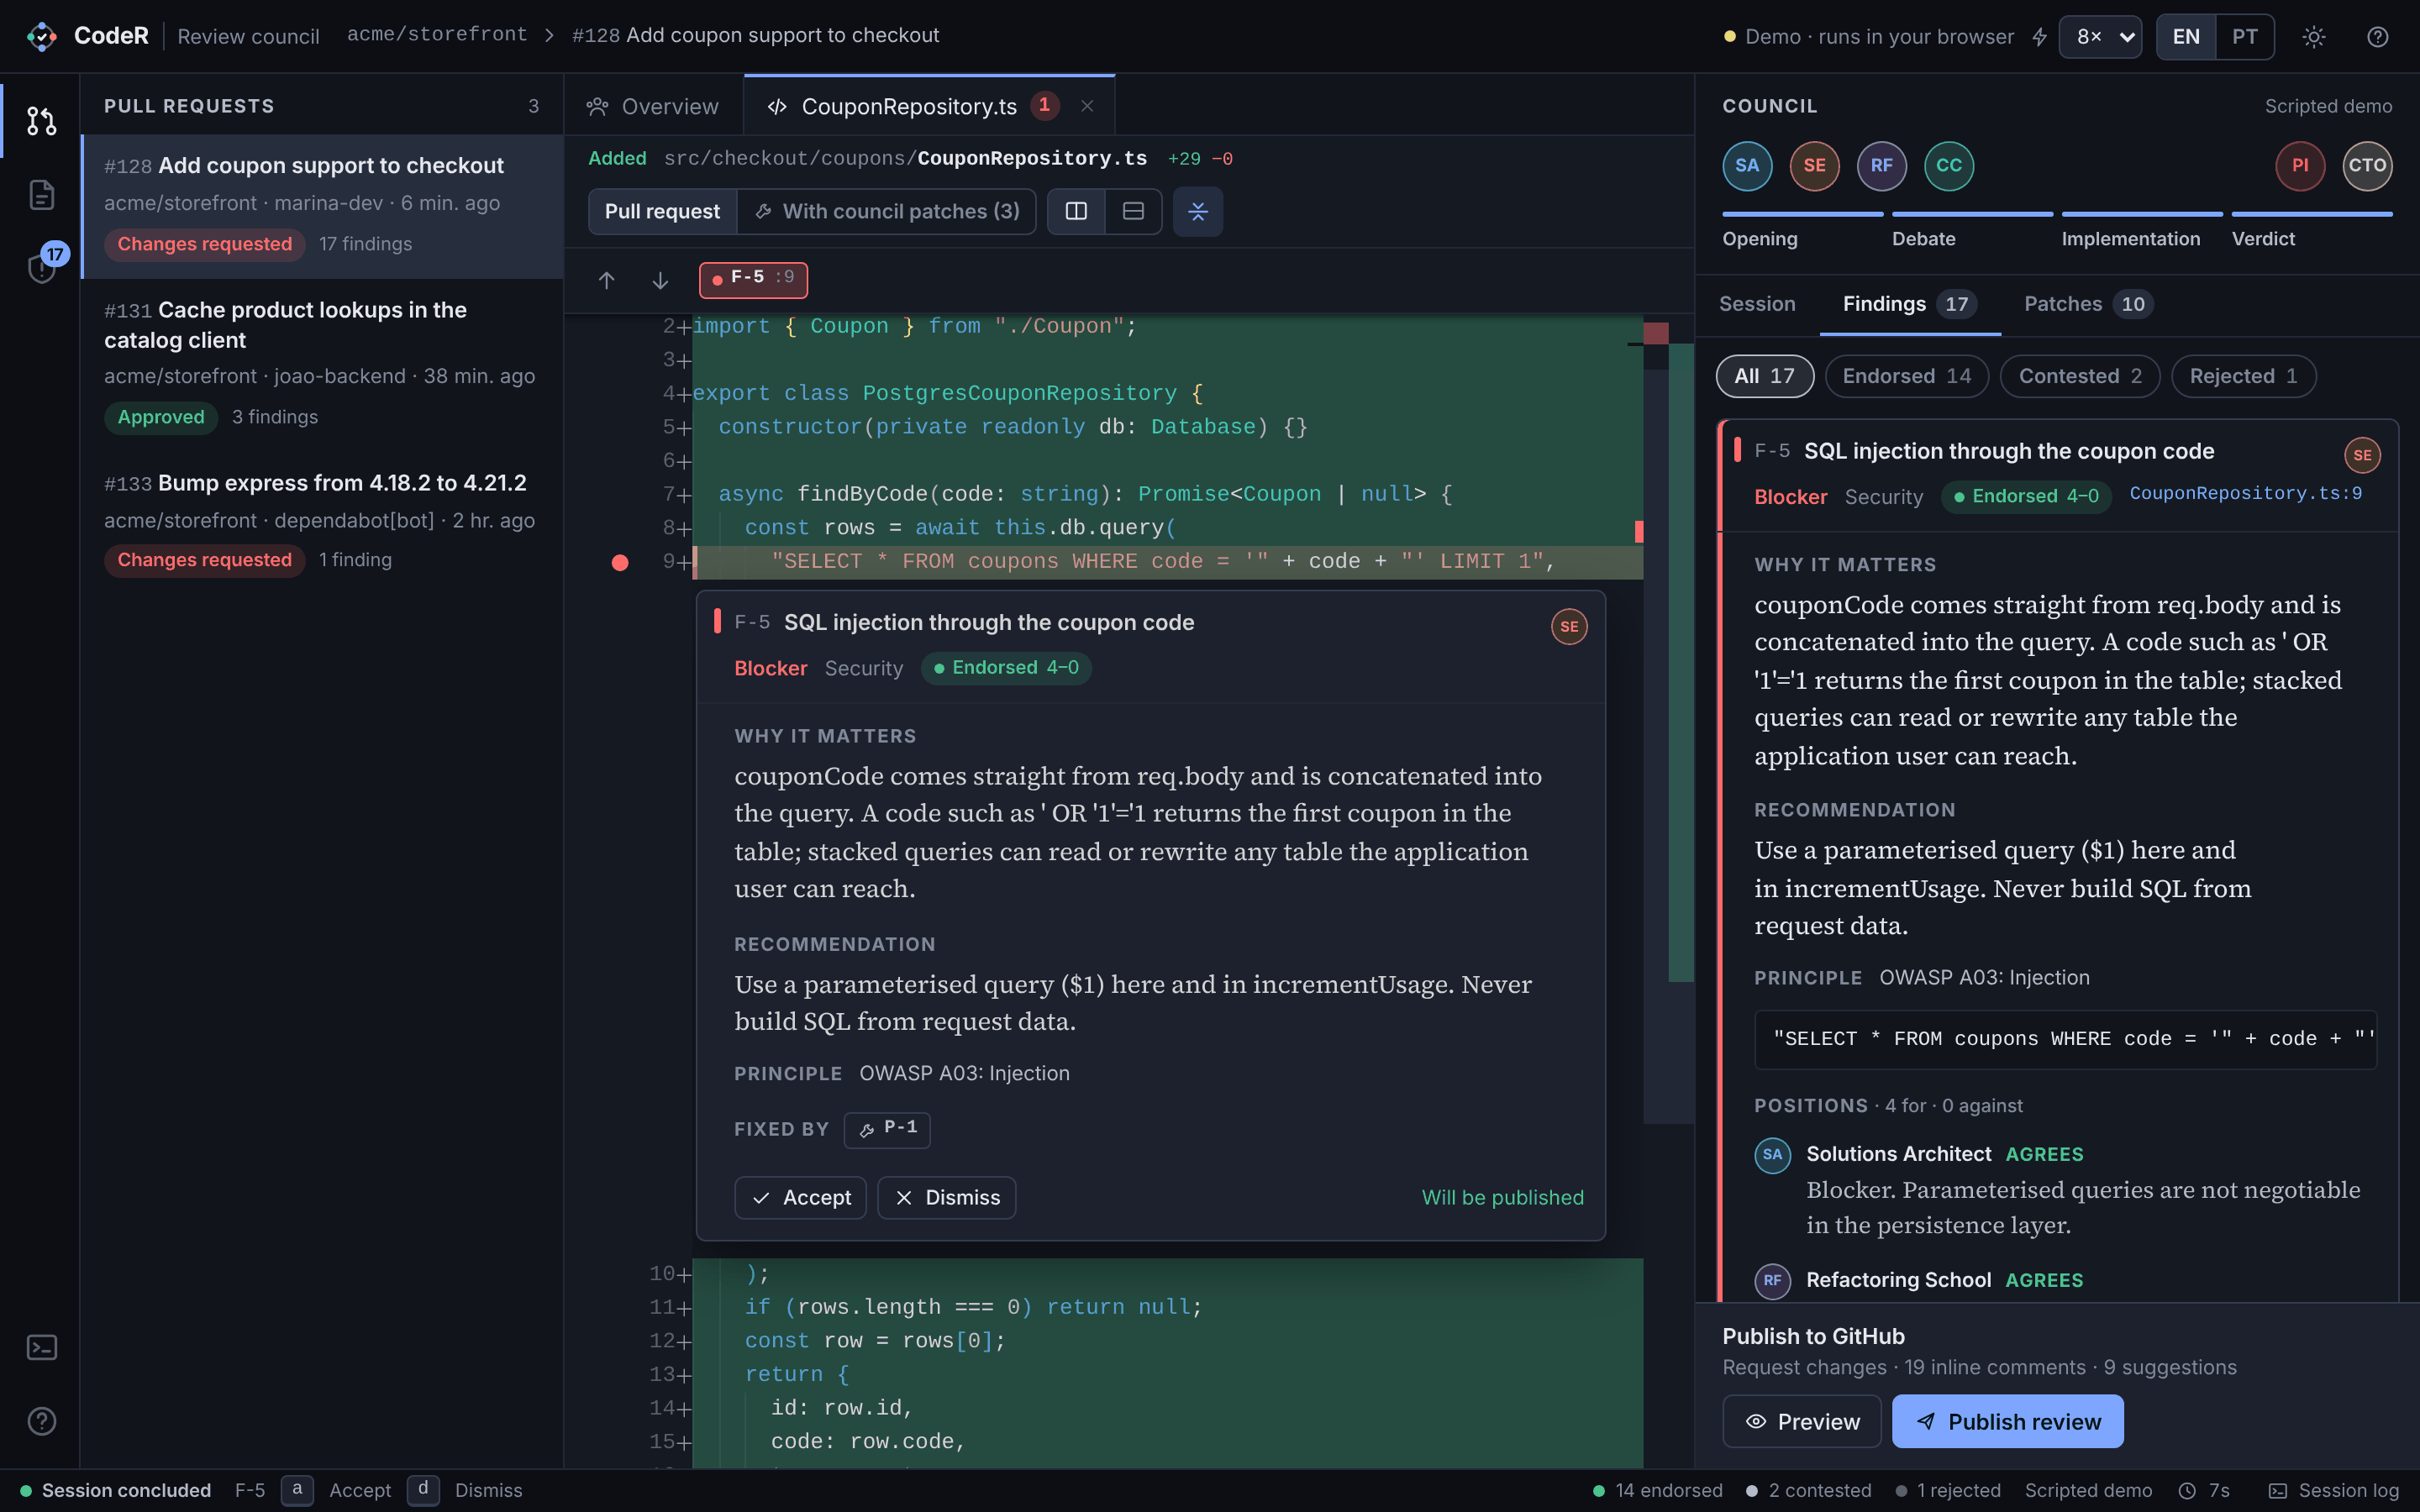 CodeR
Review council
acme/storefront
#128 Add coupon support to checkout
Demo · runs in your browser
8×
EN
PT
PULL REQUESTS
3
#128 Add coupon support to checkout
acme/storefront · marina-dev · 6 min. ago
Changes requested
17 findings
#131 Cache product lookups in the
catalog client
acme/storefront · joao-backend · 38 min. ago
Approved
3 findings
#133 Bump express from 4.18.2 to 4.21.2
acme/storefront · dependabot[bot] · 2 hr. ago
Changes requested
1 finding
17
Overview
CouponRepository.ts
1
Added src/checkout/coupons/CouponRepository.ts +29 −0
Pull request
With council patches (3)
F-5 :9
2+import { Coupon } from "./Coupon";
3+
4+export class PostgresCouponRepository {
5+ constructor(private readonly db: Database) {}
6+
7+ async findByCode(code: string): Promise<Coupon | null> {
8+ const rows = await this.db.query(
9+ "SELECT * FROM coupons WHERE code = '" + code + "' LIMIT 1",
F-5 SQL injection through the coupon code
SE
Blocker Security Endorsed 4–0
WHY IT MATTERS
couponCode comes straight from req.body and is concatenated into
the query. A code such as ' OR '1'='1 returns the first coupon in the
table; stacked queries can read or rewrite any table the application
user can reach.
RECOMMENDATION
Use a parameterised query ($1) here and in incrementUsage. Never
build SQL from request data.
PRINCIPLE OWASP A03: Injection
FIXED BY P-1
Accept
Dismiss
Will be published
10+ );
11+ if (rows.length === 0) return null;
12+ const row = rows[0];
13+ return {
14+ id: row.id,
15+ code: row.code,
COUNCIL
Scripted demo
SA
SE
RF
CC
PI
CTO
Opening
Debate
Implementation
Verdict
Session
Findings 17
Patches 10
All 17
Endorsed 14
Contested 2
Rejected 1
F-5 SQL injection through the coupon code
SE
Blocker Security Endorsed 4–0 CouponRepository.ts:9
WHY IT MATTERS
couponCode comes straight from req.body and is
concatenated into the query. A code such as ' OR
'1'='1 returns the first coupon in the table; stacked
queries can read or rewrite any table the
application user can reach.
RECOMMENDATION
Use a parameterised query ($1) here and
in incrementUsage. Never build SQL from
request data.
PRINCIPLE OWASP A03: Injection
"SELECT * FROM coupons WHERE code = '" + code + "'
POSITIONS · 4 for · 0 against
SA
Solutions Architect AGREES
Blocker. Parameterised queries are not negotiable
in the persistence layer.
RF
Refactoring School AGREES
Publish to GitHub
Request changes · 19 inline comments · 9 suggestions
Preview
Publish review
Session concluded
F-5
a Accept
d Dismiss
14 endorsed
2 contested
1 rejected
Scripted demo
7s
Session log